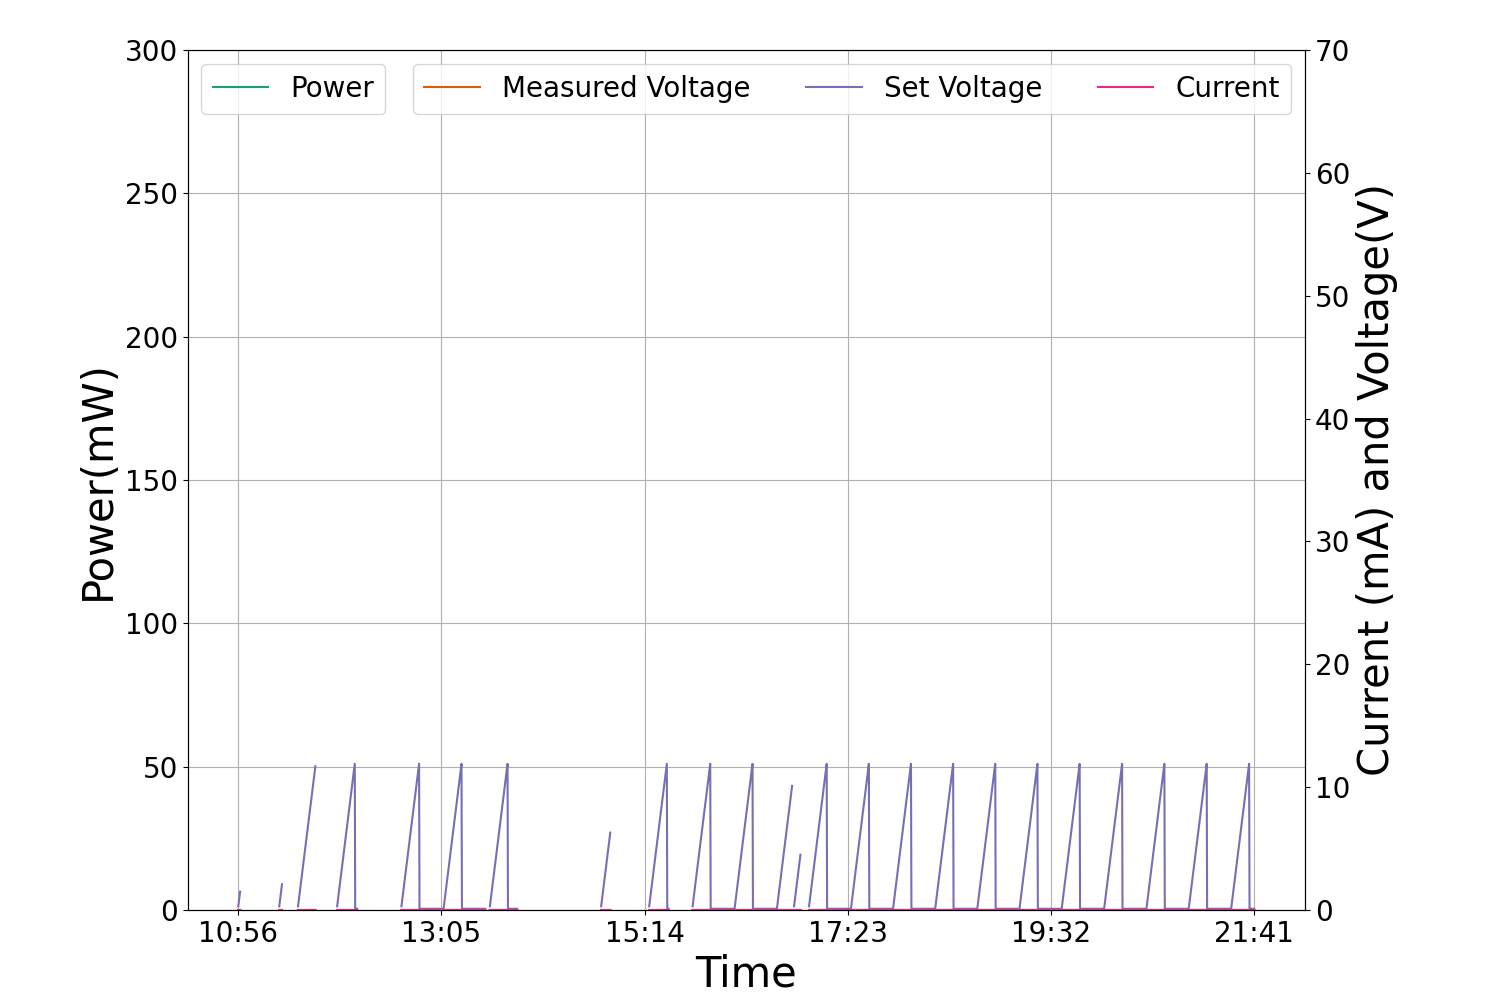 300
250
200
150
100
50
0
Power(mW)
Power
Measured Voltage
Set Voltage
Current
70
60
50
40
30
20
10
0
Current (mA) and Voltage(V)
10:56 13:05 15:14 17:23 19:32 21:41
Time